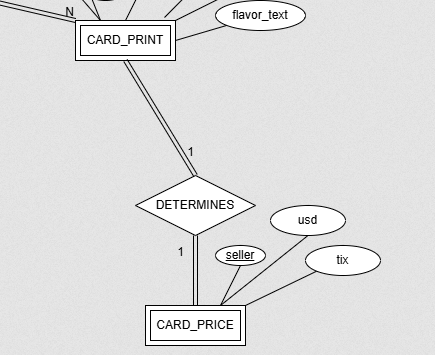 N
CARD_PRINT
flavor_text
1
DETERMINES
usd
1
seller
tix
CARD_PRICE